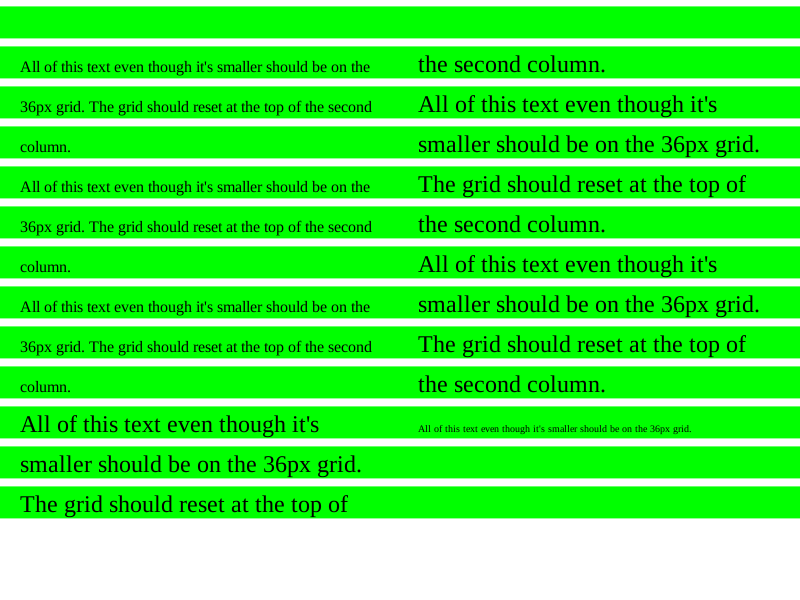 All of this text even though it's smaller should be on the
36px grid. The grid should reset at the top of the second
column.
All of this text even though it's smaller should be on the
36px grid. The grid should reset at the top of the second
column.
All of this text even though it's smaller should be on the
36px grid. The grid should reset at the top of the second
column.
All of this text even though it's
smaller should be on the 36px grid.
The grid should reset at the top of
the second column.
All of this text even though it's
smaller should be on the 36px grid.
The grid should reset at the top of
the second column.
All of this text even though it's
smaller should be on the 36px grid.
The grid should reset at the top of
the second column.
All of this text even though it's smaller should be on the 36px grid.